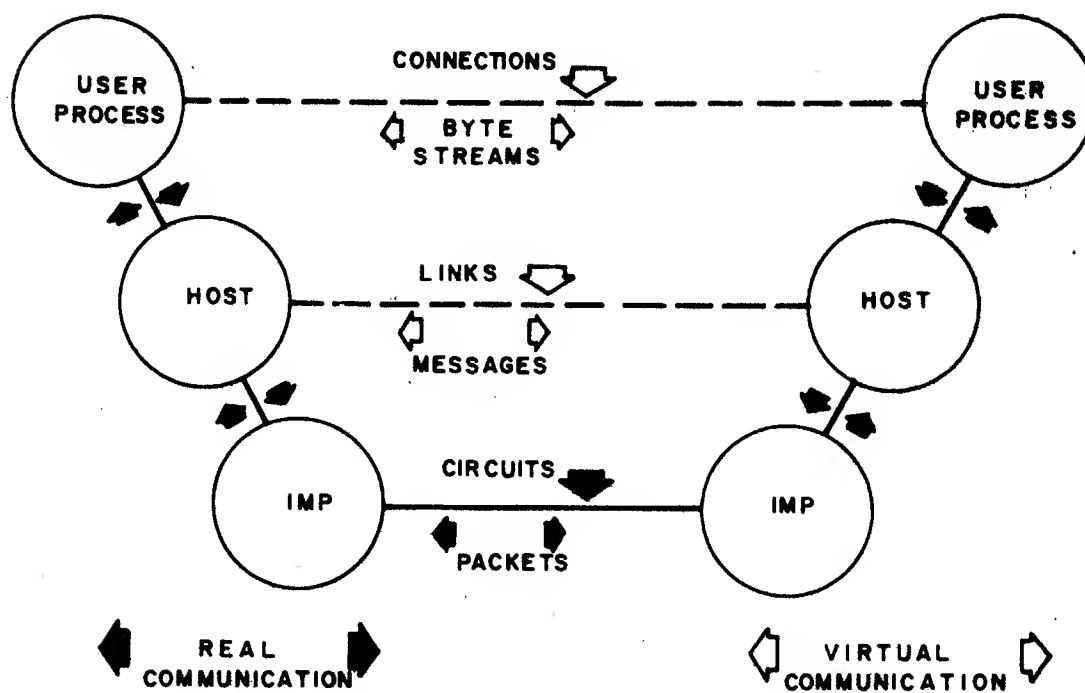 CONNECTIONS
USER
PROCESS
BYTE
STREAMS
USER
PROCESS
HOST
LINKS
MESSAGES
HOST
IMP
CIRCUITS
PACKETS
IMP
REAL
COMMUNICATION
VIRTUAL
COMMUNICATION